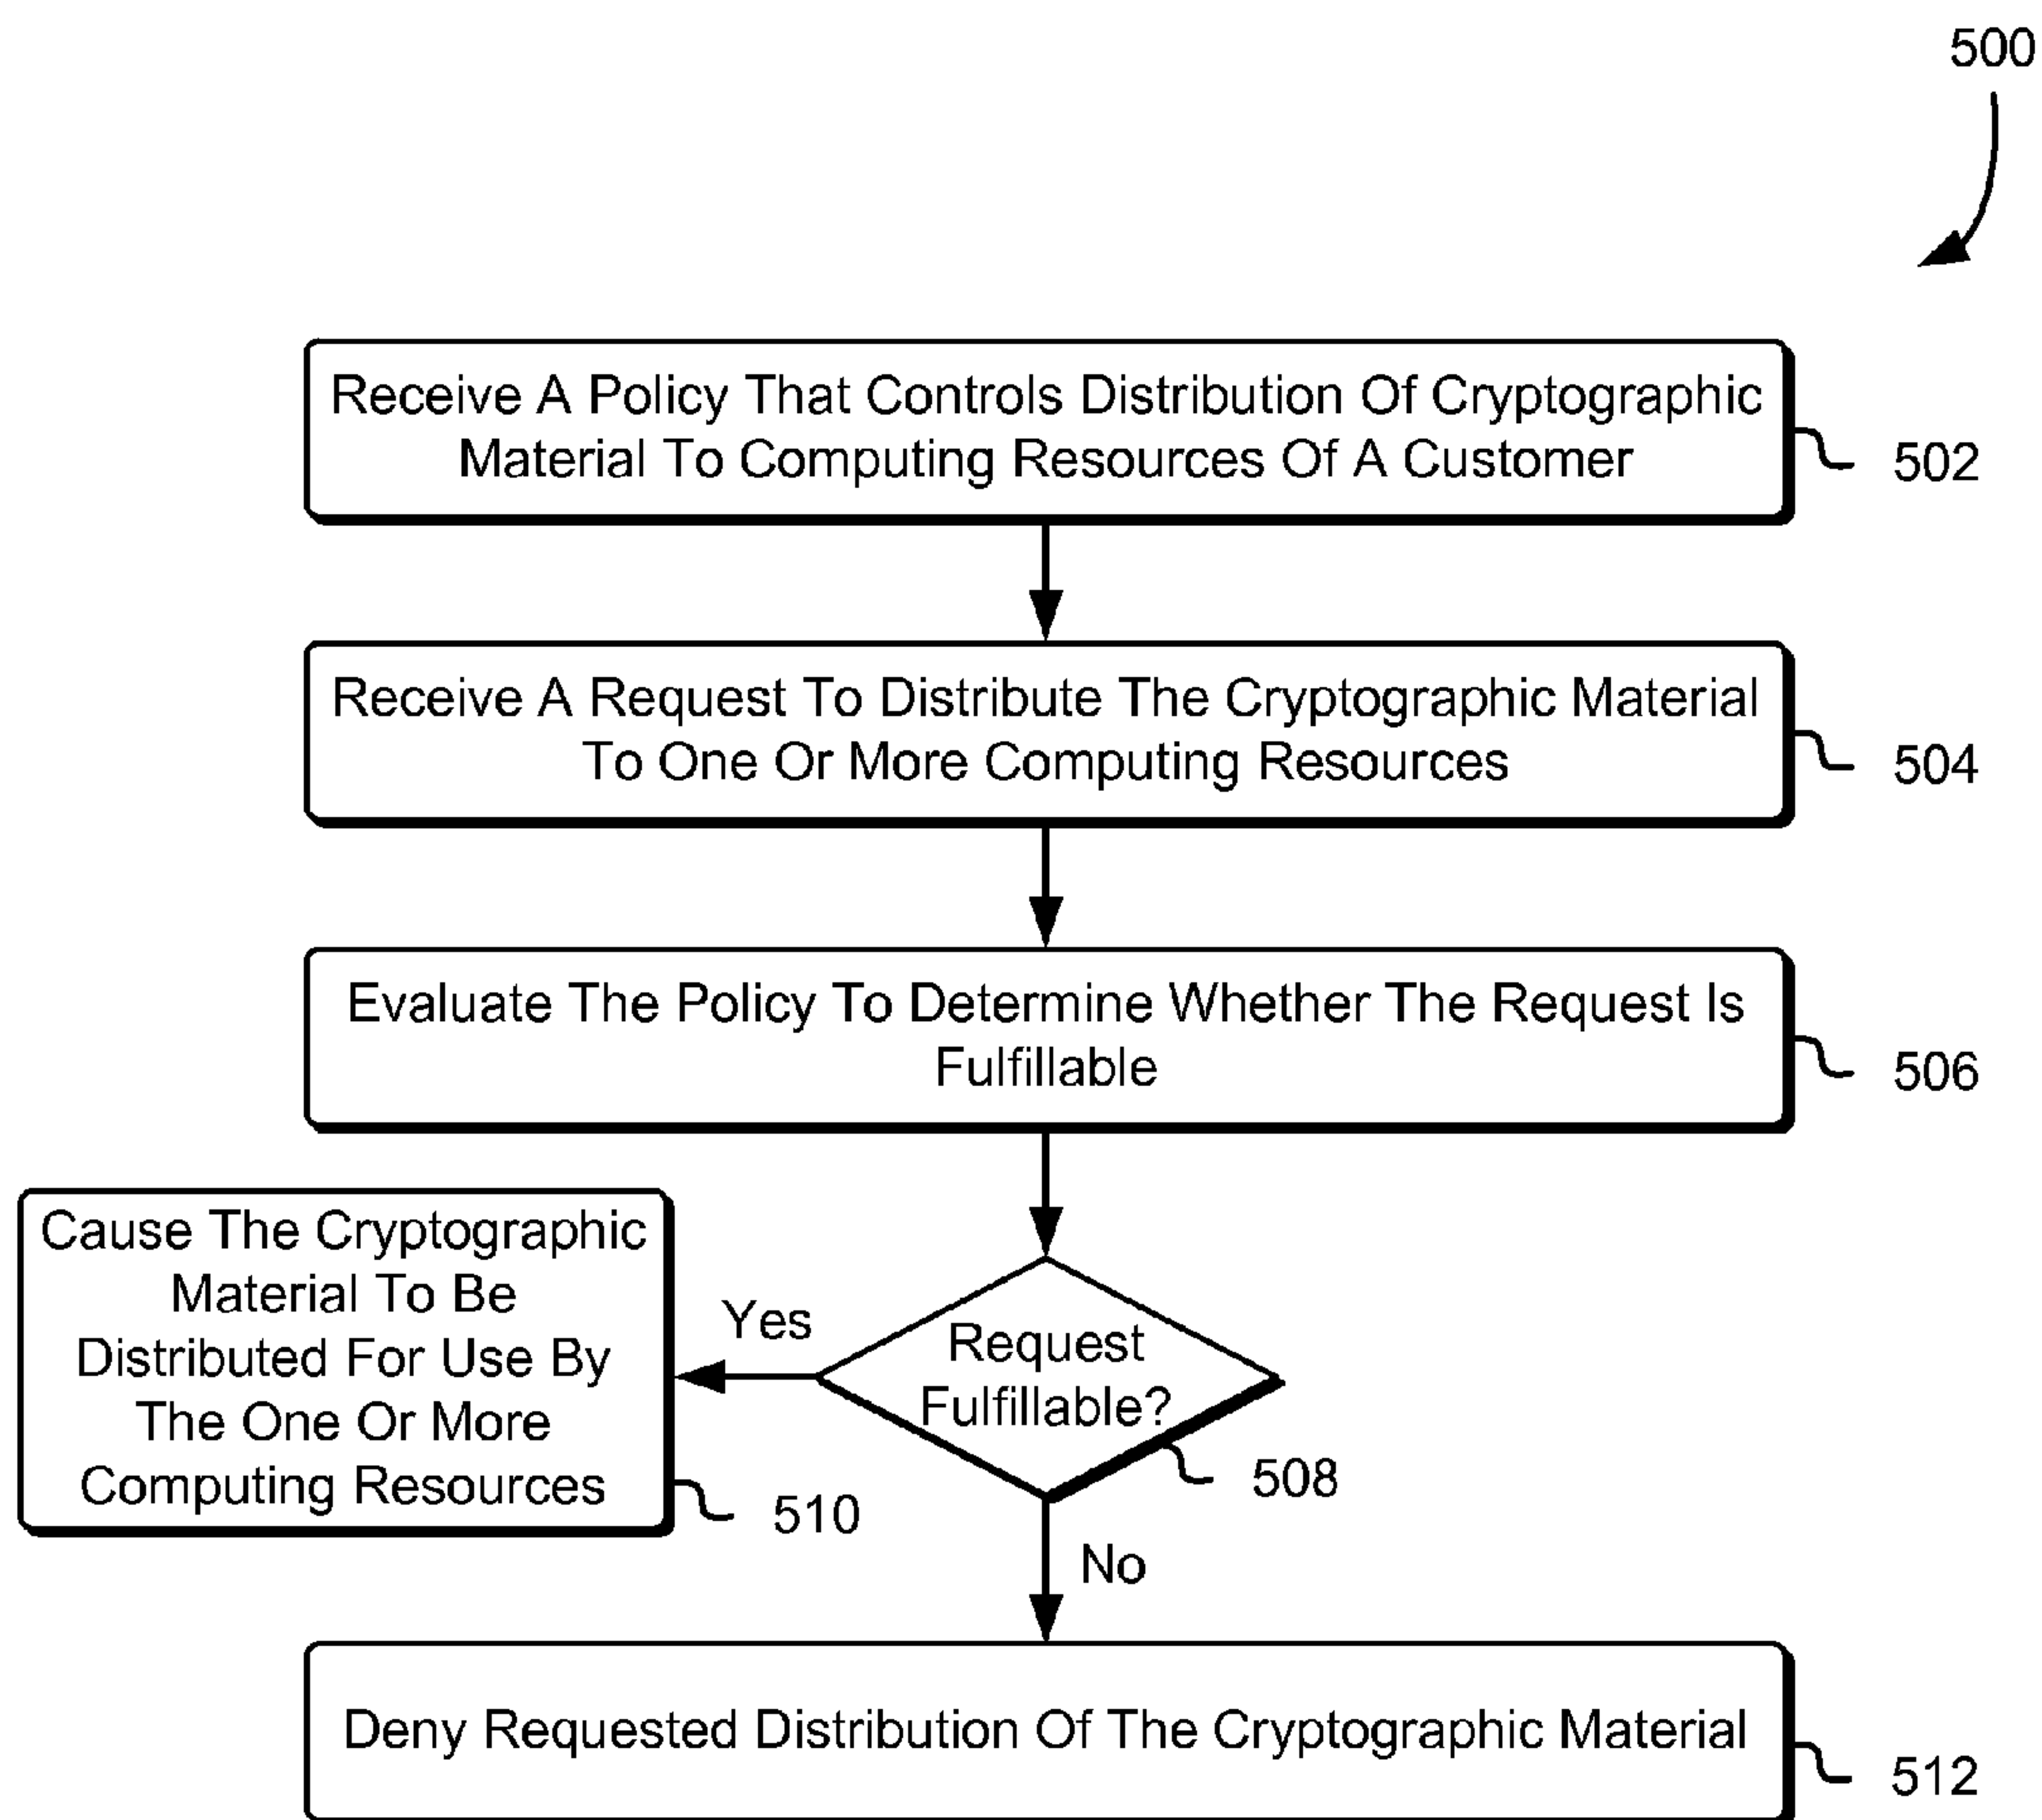 500
Receive A Policy That Controls Distribution Of Cryptographic
Material To Computing Resources Of A Customer
502
Receive A Request To Distribute The Cryptographic Material
To One Or More Computing Resources
504
Evaluate The Policy To Determine Whether The Request Is
Fulfillable
506
Cause The Cryptographic
Material To Be
Distributed For Use By
The One Or More
Computing Resources
510
Yes
Request
Fulfillable?
508
No
Deny Requested Distribution Of The Cryptographic Material
512